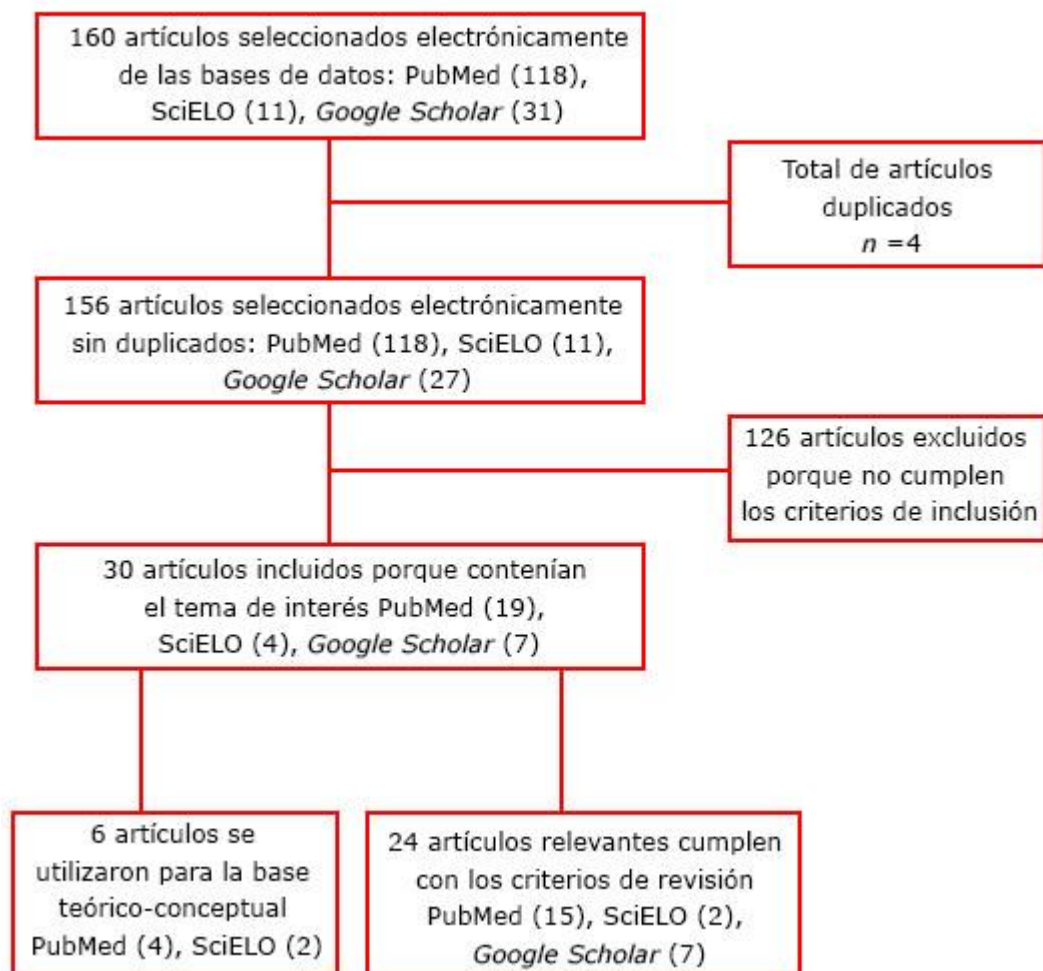 160 artículos seleccionados electrónicamente
de las bases de datos: PubMed (118),
SciELO (11), Google Scholar (31)
Total de artículos
duplicados
n =4
156 artículos seleccionados electrónicamente
sin duplicados: PubMed (118), SciELO (11),
Google Scholar (27)
126 artículos excluidos
porque no cumplen
los criterios de inclusión
30 artículos incluidos porque contenían
el tema de interés PubMed (19),
SciELO (4), Google Scholar (7)
6 artículos se
utilizaron para la base
teórico-conceptual
PubMed (4), SciELO (2)
24 artículos relevantes cumplen
con los criterios de revisión
PubMed (15), SciELO (2),
Google Scholar (7)